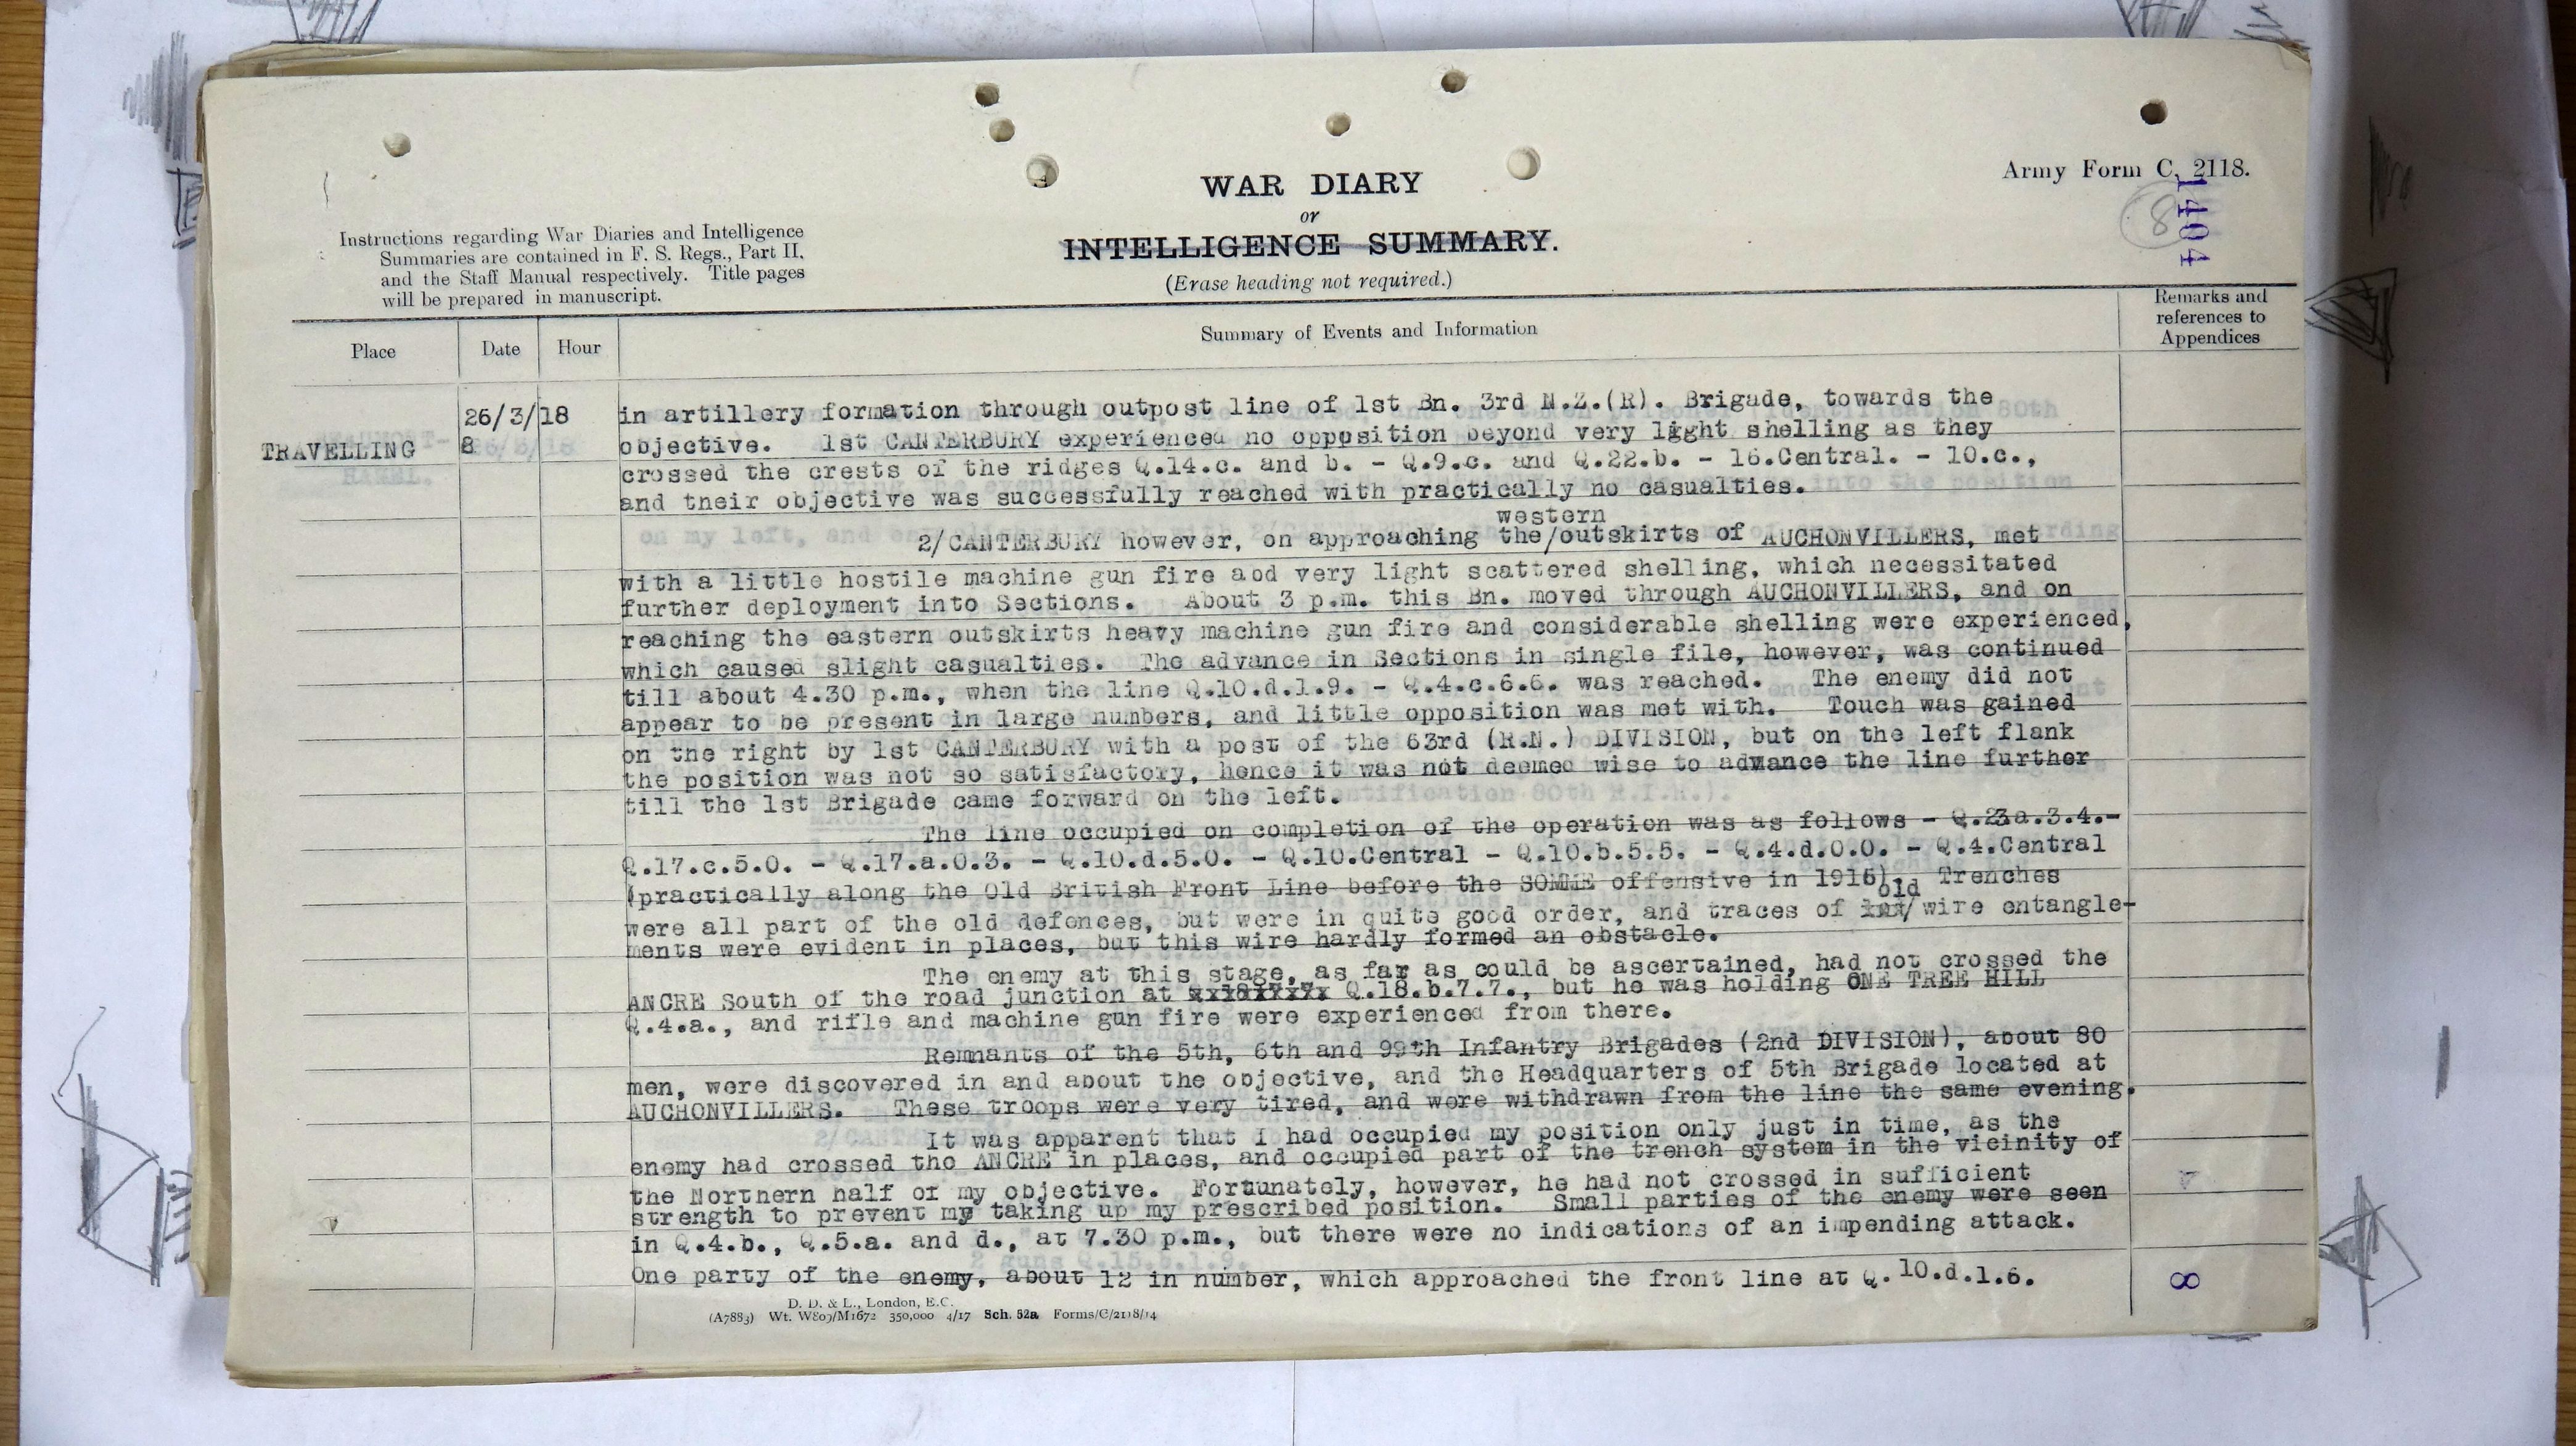 WAR DIARY
or
INTELLIGENCE SUMMARY.
(Erase heading not required.)
Army Form C. 2118.
8
1404
Instructions regarding War Diaries and Intelligence
Summaries are contained in F. S. Regs., Part II.
and the Staff Manual respectively. Title pages
will be prepared in manuscript.
Place
Date
Hour
Summary of Events and Information
Remarks and
references to
Appendices
TRAVELLING
26/3/18
8
in artillery formation through outpost line of 1st Bn. 3rd N.Z.(R). Brigade, towards the
objective. 1st CANTERBURY experienced no opposition beyond very light shelling as they
crossed the crests of the ridges Q.14.c. and b. - Q.9.c. and Q.22.b. - 16.Central. - 10.c.,
and their objective was successfully reached with practically no casualties.
western
2/CANTERBURY however, on approaching the/outskirts of AUCHONVILLERS, met
with a little hostile machine gun fire aod very light scattered shelling, which necessitated
further deployment into Sections. About 3 p.m. this Bn. moved through AUCHONVILLERS, and on
reaching the eastern outskirts heavy machine gun fire and considerable shelling were experienced,
which caused slight casualties. The advance in Sections in single file, however, was continued
till about 4.30 p.m., when the line Q.10.d.1.9. - Q.4.c.6.6. was reached. The enemy did not
appear to be present in large numbers, and little opposition was met with. Touch was gained
on the right by 1st CANTERBURY with a post of the 63rd (R.N.) DIVISION, but on the left flank
the position was not so satisfactory, hence it was not deemed wise to advance the line further
till the 1st Brigade came forward on the left.
The line occupied on completion of the operation was as follows - Q.23a.3.4.-
Q.17.c.5.0. - Q.17.a.0.3. - Q.10.d.5.0. - Q.10.Central - Q.10.b.5.5. - Q.4.d.0.0. - Q.4.Central
(practically along the Old British Front Line before the SOMME offensive in 1916) Trenches
old
were all part of the old defences, but were in quite good order, and traces of /wire entangle-
ments were evident in places, but this wire hardly formed an obstacle.
The enemy at this stage, as far as could be ascertained, had not crossed the
ANCRE South of the road junction at Q.18.b.7.7., but he was holding ONE TREE HILL
Q.4.a., and rifle and machine gun fire were experienced from there.
Remnants of the 5th, 6th and 99th Infantry Brigades (2nd DIVISION), about 80
men, were discovered in and about the objective, and the Headquarters of 5th Brigade located at
AUCHONVILLERS. These troops were very tired, and were withdrawn from the line the same evening.
It was apparent that I had occupied my position only just in time, as the
enemy had crossed the ANCRE in places, and occupied part of the trench system in the vicinity of
the Northern half of my objective. Fortunately, however, he had not crossed in sufficient
strength to prevent my taking up my prescribed position. Small parties of the enemy were seen
in Q.4.b., Q.5.a. and d., at 7.30 p.m., but there were no indications of an impending attack.
One party of the enemy, about 12 in number, which approached the front line at Q.10.d.1.6.
8
D. D. & L., London, E.C.
(A7883) Wt. W809/M1672 350,000 4/17 Sch. 52a Forms/C/2118/14